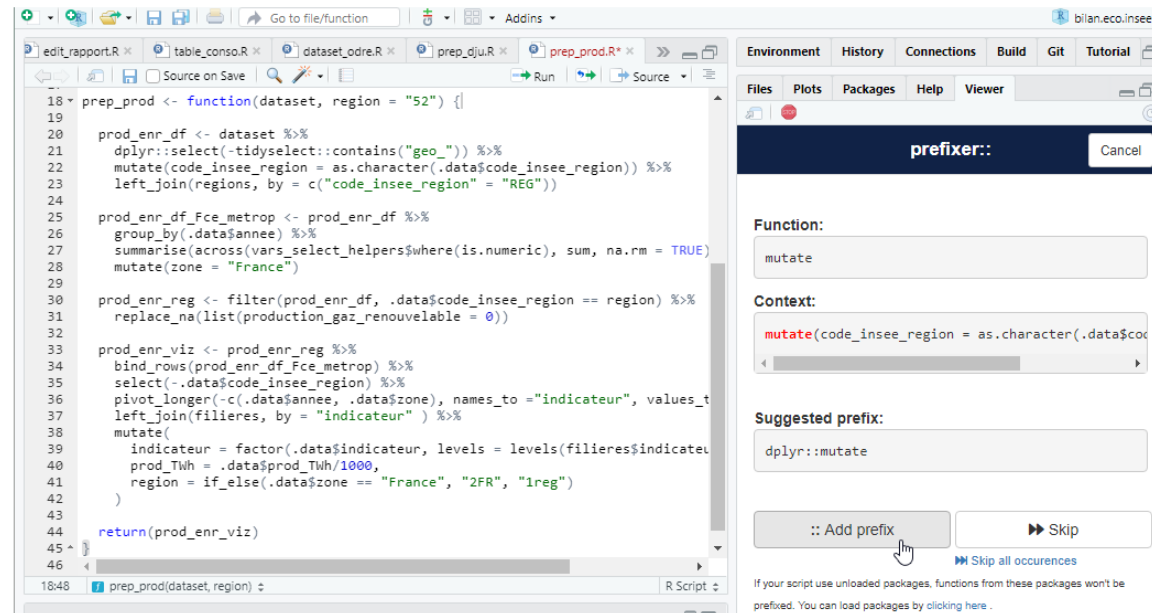 Go to file/function
Addins
bilan.eco.insee
edit_rapport.R
table_conso.R
dataset_odre.R
prep_dju.R
prep_prod.R*
Source on Save
Run
Source
18 prep_prod <- function(dataset, region = "52") {
19
20 prod_enr_df <- dataset %>%
21 dplyr::select(-tidyselect::contains("geo_")) %>%
22 mutate(code_insee_region = as.character(.data$code_insee_region)) %>%
23 left_join(regions, by = c("code_insee_region" = "REG"))
24
25 prod_enr_df_Fce_metrop <- prod_enr_df %>%
26 group_by(.data$annee) %>%
27 summarise(across(vars_select_helpers$where(is.numeric), sum, na.rm = TRUE)
28 mutate(zone = "France")
29
30 prod_enr_reg <- filter(prod_enr_df, .data$code_insee_region == region) %>%
31 replace_na(list(production_gaz_renouvelable = 0))
32
33 prod_enr_viz <- prod_enr_reg %>%
34 bind_rows(prod_enr_df_Fce_metrop) %>%
35 select(-.data$code_insee_region) %>%
36 pivot_longer(-c(.data$annee, .data$zone), names_to ="indicateur", values_t
37 left_join(filieres, by = "indicateur" ) %>%
38 mutate(
39 indicateur = factor(.data$indicateur, levels = levels(filieres$indicateu
40 prod_TWh = .data$prod_TWh/1000,
41 region = if_else(.data$zone == "France", "2FR", "1reg")
42 )
43
44 return(prod_enr_viz)
45 }
46
18:48 prep_prod(dataset, region) R Script
Environment History Connections Build Git Tutorial
Files Plots Packages Help Viewer
STOP
prefixer::
Cancel
Function:
mutate
Context:
mutate(code_insee_region = as.character(.data$cod
Suggested prefix:
dplyr::mutate
:: Add prefix
Skip
Skip all occurences
If your script use unloaded packages, functions from these packages won't be
prefixed. You can load packages by clicking here .